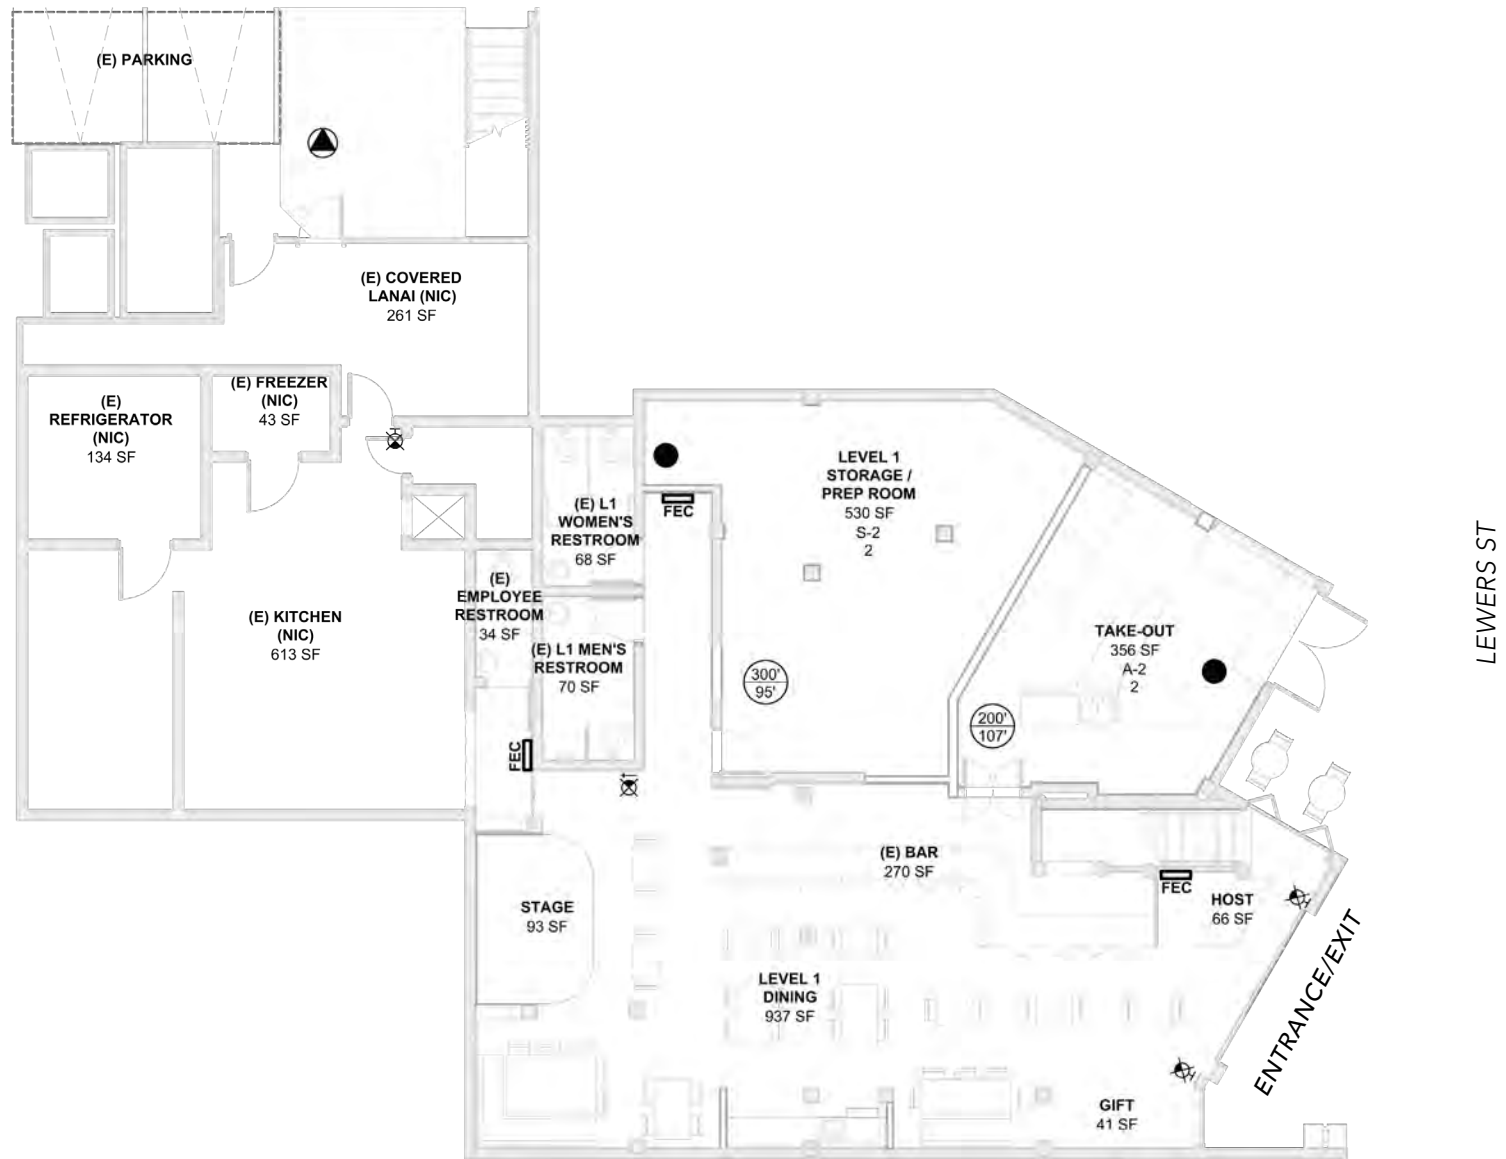 (E) PARKING
(E) COVERED
LANAI (NIC)
261 SF
(E) FREEZER
(NIC)
43 SF
(E)
REFRIGERATOR
(NIC)
134 SF
LEVEL 1
STORAGE /
PREP ROOM
530 SF
S-2
2
FEC
(E) L1
WOMEN'S
RESTROOM
68 SF
(E)
EMPLOYEE
RESTROOM
34 SF
(E) KITCHEN
(NIC)
613 SF
(E) L1 MEN'S
RESTROOM
70 SF
TAKE-OUT
356 SF
A-2
2
LEWERS ST
300'
95'
200'
107'
FEC
(E) BAR
270 SF
FEC
HOST
66 SF
STAGE
93 SF
ENTRANCE/EXIT
LEVEL 1
DINING
937 SF
GIFT
41 SF